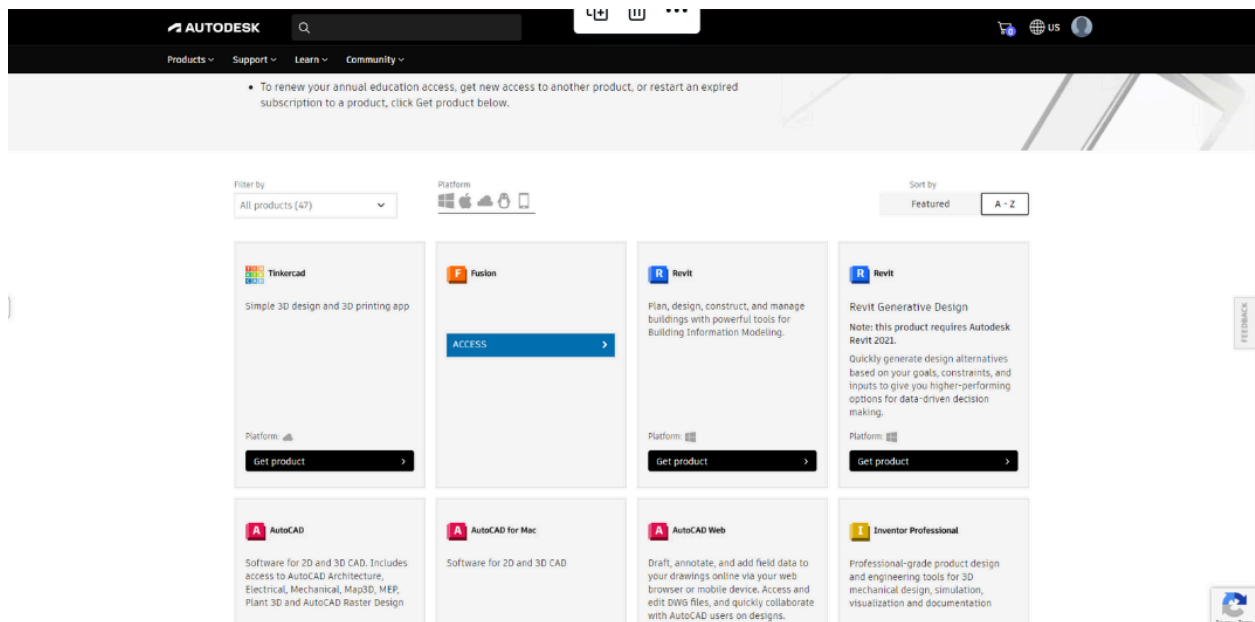 AUTODESK
0
US
Products
Support
Learn
Community
• To renew your annual education access, get new access to another product, or restart an expired
subscription to a product, click Get product below.
Filter by
Platform
Sort by
All products (47)
Featured
A - Z
Tinkercad
Simple 3D design and 3D printing app
Platform:
Get product
F
Fusion
ACCESS
R
Revit
Plan, design, construct, and manage
buildings with powerful tools for
Building Information Modeling.
Platform:
Get product
R
Revit
Revit Generative Design
Note: this product requires Autodesk
Revit 2021.
Quickly generate design alternatives
based on your goals, constraints, and
inputs to give you higher-performing
options for data-driven decision
making.
Platform:
Get product
FEEDBACK
A
AutoCAD
Software for 2D and 3D CAD. Includes
access to AutoCAD Architecture,
Electrical, Mechanical, Map3D, MEP,
Plant 3D and AutoCAD Raster Design
A
AutoCAD for Mac
Software for 2D and 3D CAD
A
AutoCAD Web
Draft, annotate, and add field data to
your drawings online via your web
browser or mobile device. Access and
edit DWG files, and quickly collaborate
with AutoCAD users on designs.
I
Inventor Professional
Professional-grade product design
and engineering tools for 3D
mechanical design, simulation,
visualization and documentation